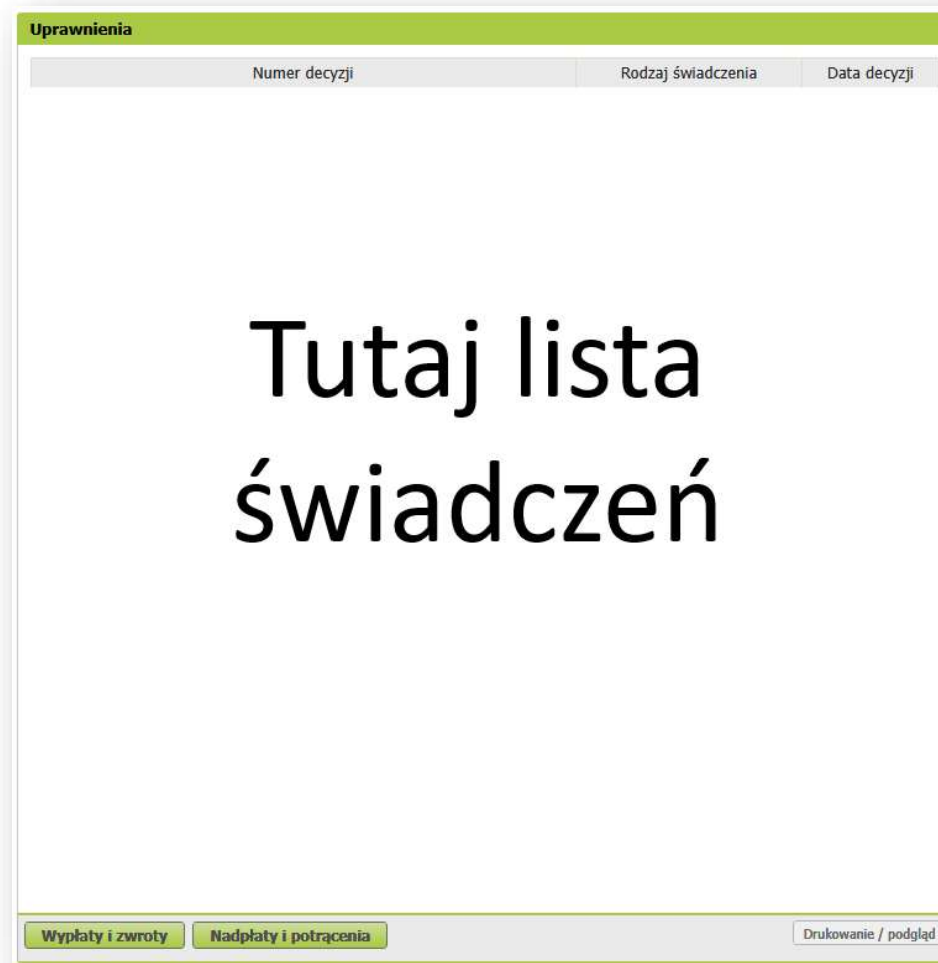 Uprawnienia
Numer decyzji Rodzaj świadczenia Data decyzji
Tutaj lista
świadczeń
Wypłaty i zwroty Nadpłaty i potrącenia Drukowanie / podgląd